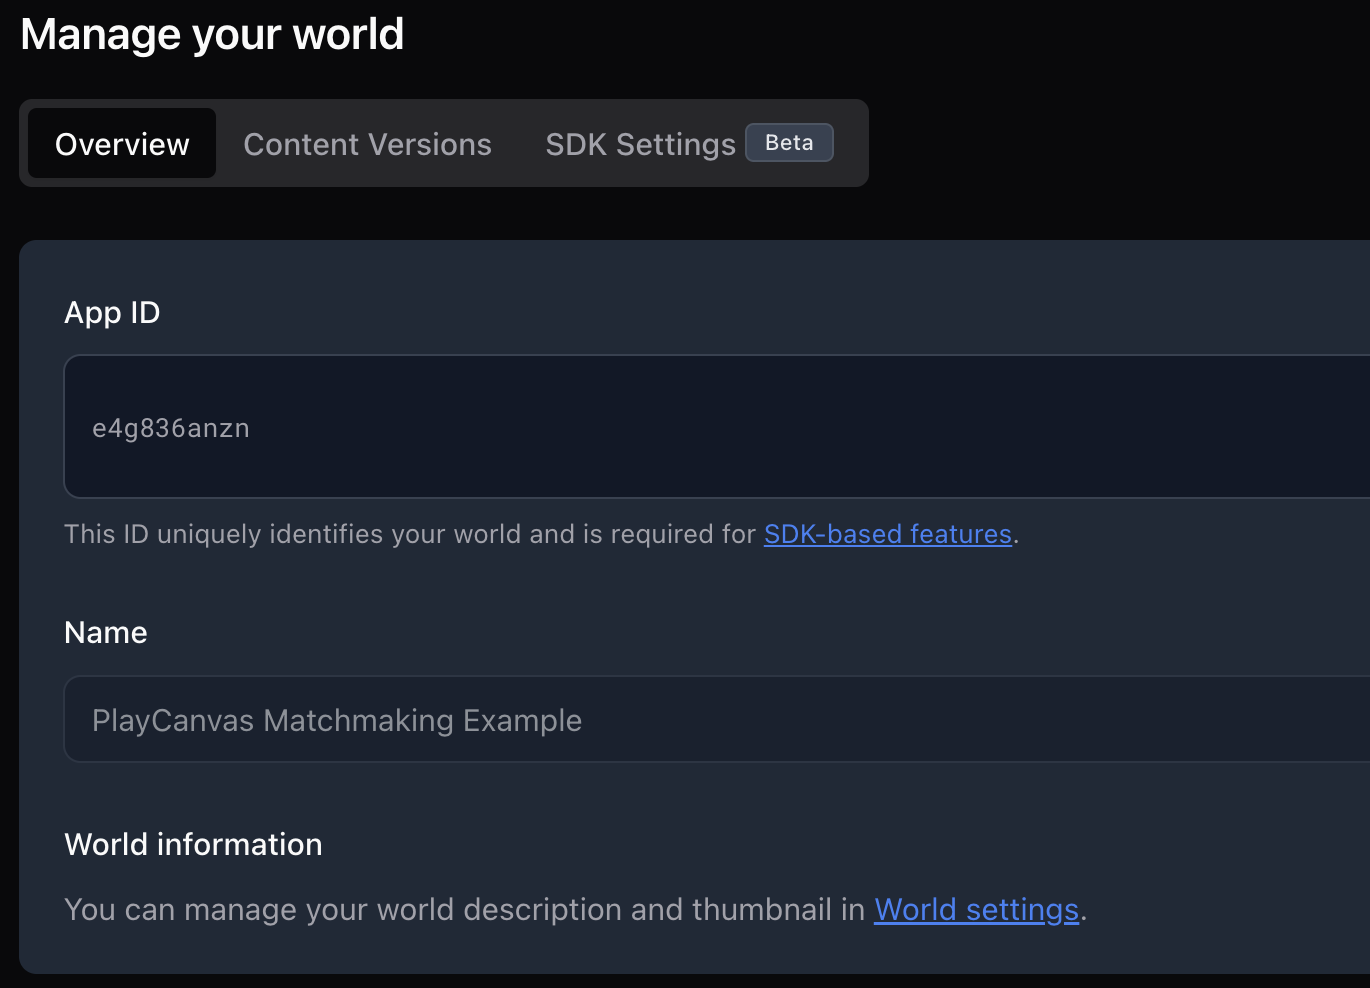 Manage your world
Overview Content Versions SDK Settings Beta
App ID
e4g836anzn
This ID uniquely identifies your world and is required for SDK-based features.
Name
PlayCanvas Matchmaking Example
World information
You can manage your world description and thumbnail in World settings.